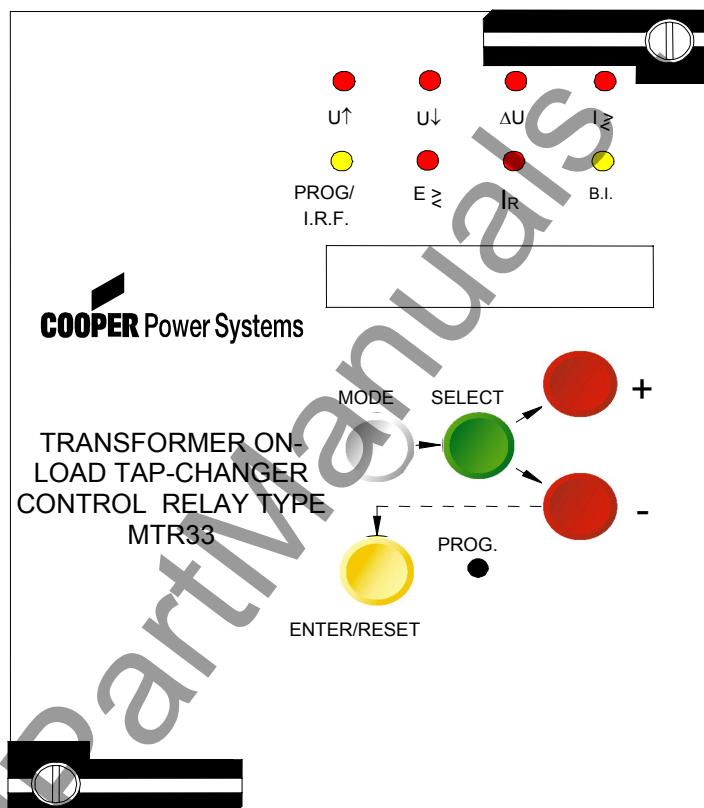 U↑ U↓ ΔU I ≷
PROG/ I.R.F. E ≷ IR B.I.
COOPER Power Systems
MODE SELECT +
TRANSFORMER ON-
LOAD TAP-CHANGER
CONTROL RELAY TYPE
MTR33
-
PROG.
ENTER/RESET
PartManuals